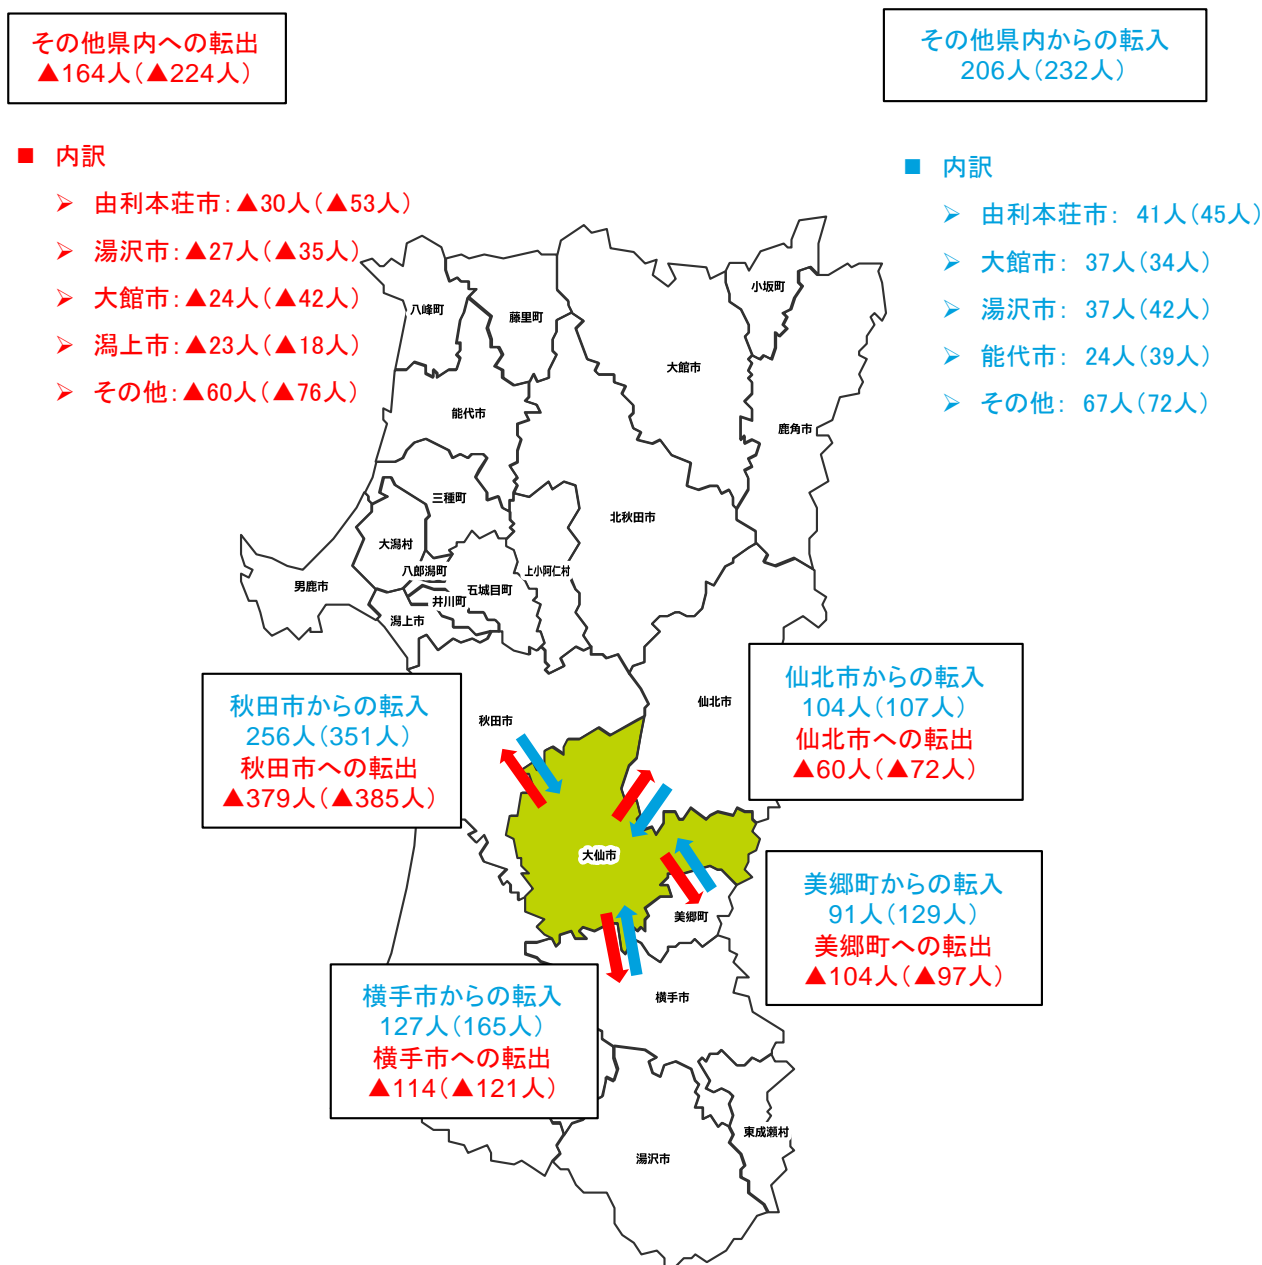 その他県内への転出
▲164人(▲224人)
■ 内訳
➢ 由利本荘市:▲30人(▲53人)
➢ 湯沢市:▲27人(▲35人)
➢ 大館市:▲24人(▲42人)
➢ 潟上市:▲23人(▲18人)
➢ その他:▲60人(▲76人)
その他県内からの転入
206人(232人)
■ 内訳
➢ 由利本荘市: 41人(45人)
➢ 大館市: 37人(34人)
➢ 湯沢市: 37人(42人)
➢ 能代市: 24人(39人)
➢ その他: 67人(72人)
八峰町
藤里町
小坂町
大館市
能代市
鹿角市
三種町
北秋田市
大潟村
八郎潟町
上小阿仁村
男鹿市
五城目町
井川町
潟上市
秋田市からの転入
256人(351人)
秋田市への転出
▲379人(▲385人)
秋田市
仙北市
仙北市からの転入
104人(107人)
仙北市への転出
▲60人(▲72人)
大仙市
美郷町
美郷町からの転入
91人(129人)
美郷町への転出
▲104人(▲97人)
横手市からの転入
127人(165人)
横手市への転出
▲114(▲121人)
横手市
東成瀬村
湯沢市